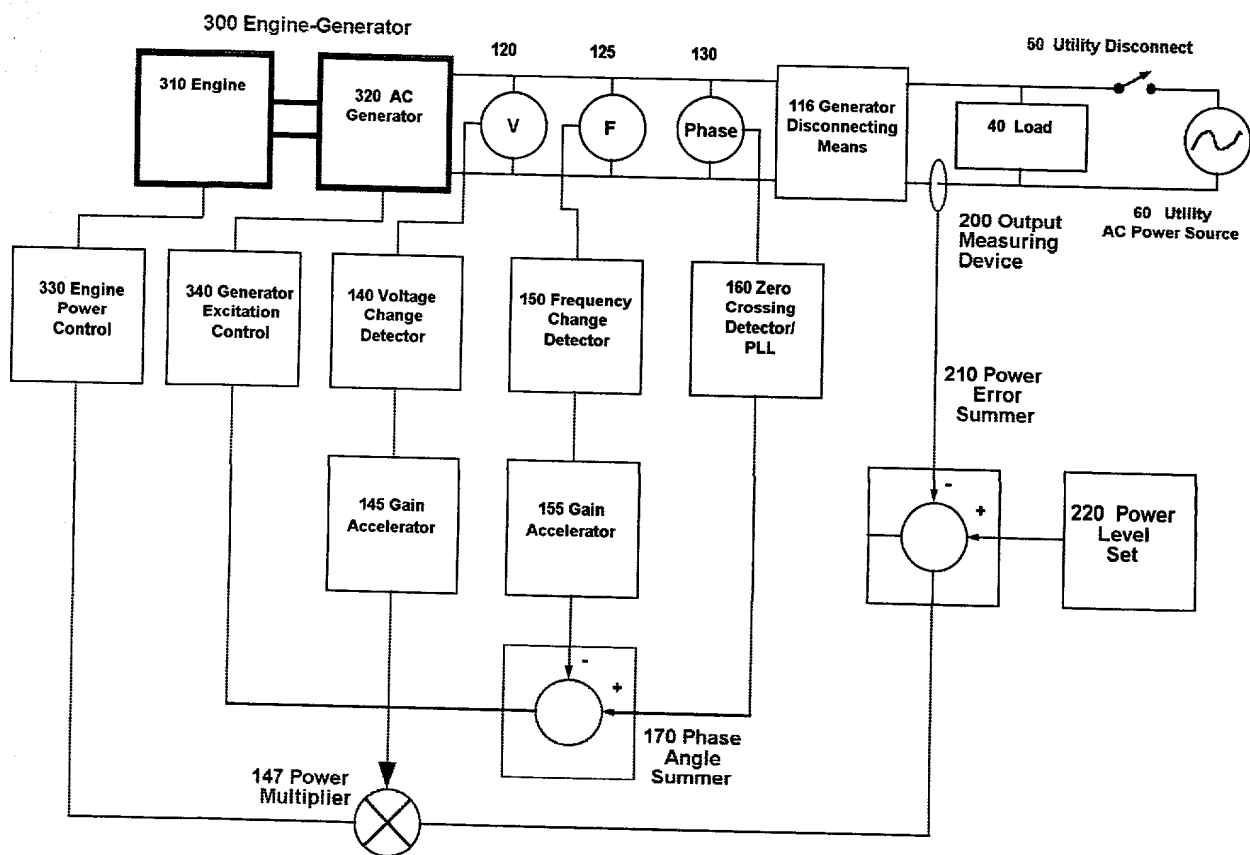 300 Engine-Generator
120
125
130
50 Utility Disconnect
310 Engine
320 AC
Generator
V
F
Phase
116 Generator
Disconnecting
Means
40 Load
200 Output
Measuring
Device
60 Utility
AC Power Source
330 Engine
Power
Control
340 Generator
Excitation
Control
140 Voltage
Change
Detector
150 Frequency
Change
Detector
160 Zero
Crossing
Detector/
PLL
210 Power
Error
Summer
145 Gain
Accelerator
155 Gain
Accelerator
-
+
220 Power
Level
Set
-
+
170 Phase
Angle
Summer
147 Power
Multiplier